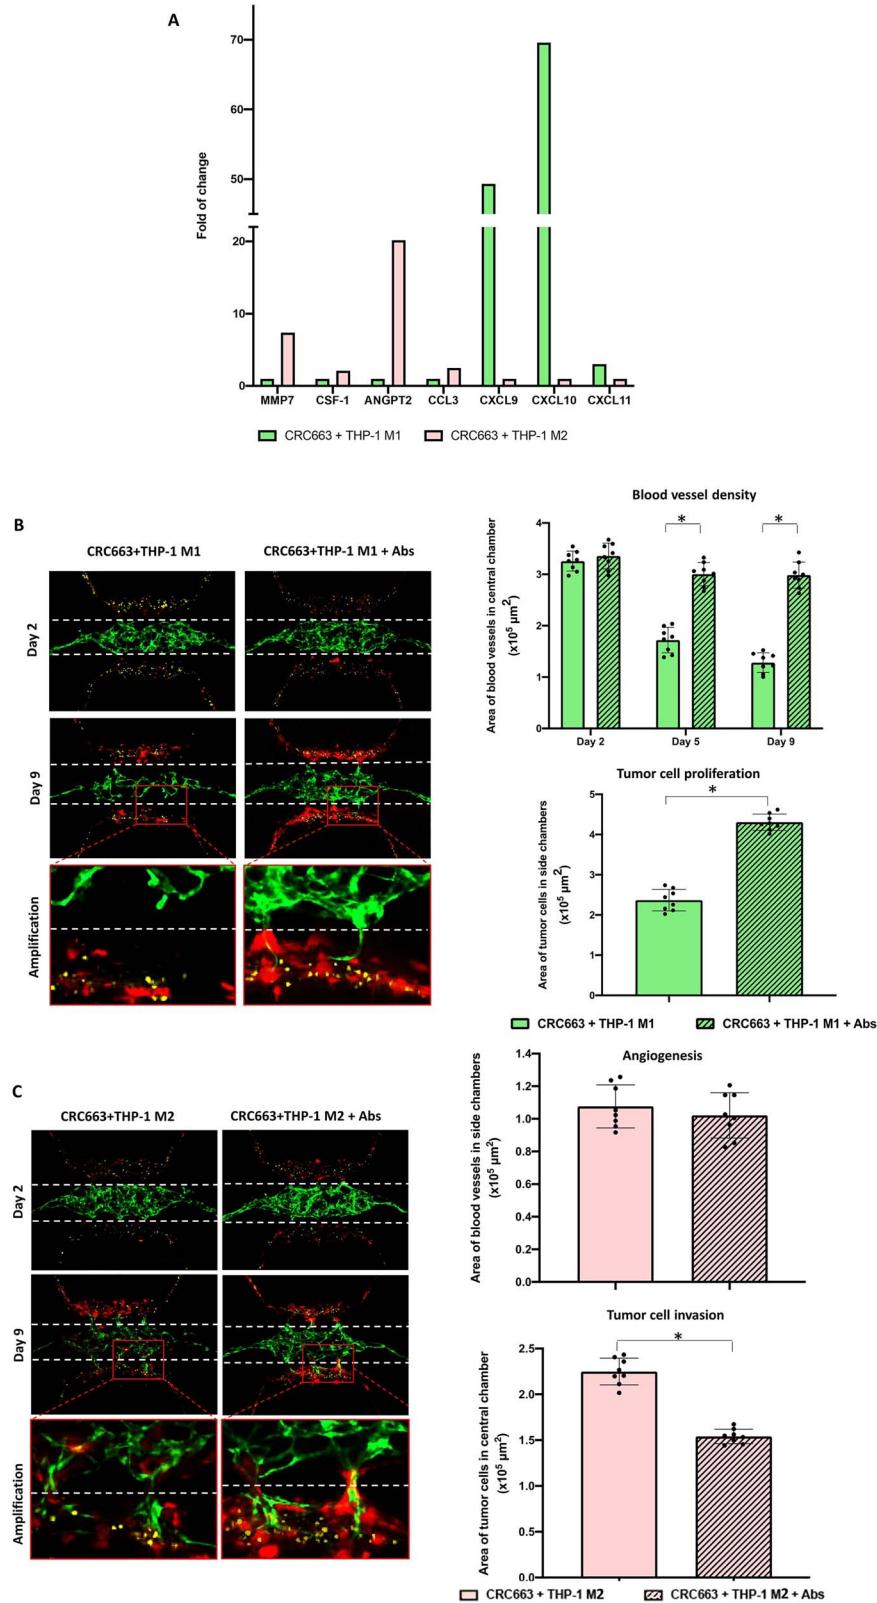 A
Fold of change
70
60
50
20
10
0
MMP7 CSF-1 ANGPT2 CCL3 CXCL9 CXCL10 CXCL11
CRC663 + THP-1 M1 CRC663 + THP-1 M2
B
CRC663+THP-1 M1 CRC663+THP-1 M1 + Abs
Day 2
Day 9
Amplification
Blood vessel density
Area of blood vessels in central chamber
(x10⁵ µm²)
4
3
2
1
0
* *
Day 2 Day 5 Day 9
Tumor cell proliferation
Area of tumor cells in side chambers
(x10⁵ µm²)
5
4
3
2
1
0
*
CRC663 + THP-1 M1 CRC663 + THP-1 M1 + Abs
C
CRC663+THP-1 M2 CRC663+THP-1 M2 + Abs
Day 2
Day 9
Amplification
Angiogenesis
Area of blood vessels in side chambers
(x10⁵ µm²)
1.4
1.2
1.0
0.8
0.6
0.4
0.2
0.0
Tumor cell invasion
Area of tumor cells in central chamber
(x10⁵ µm²)
2.5
2.0
1.5
1.0
0.5
0.0
*
CRC663 + THP-1 M2 CRC663 + THP-1 M2 + Abs